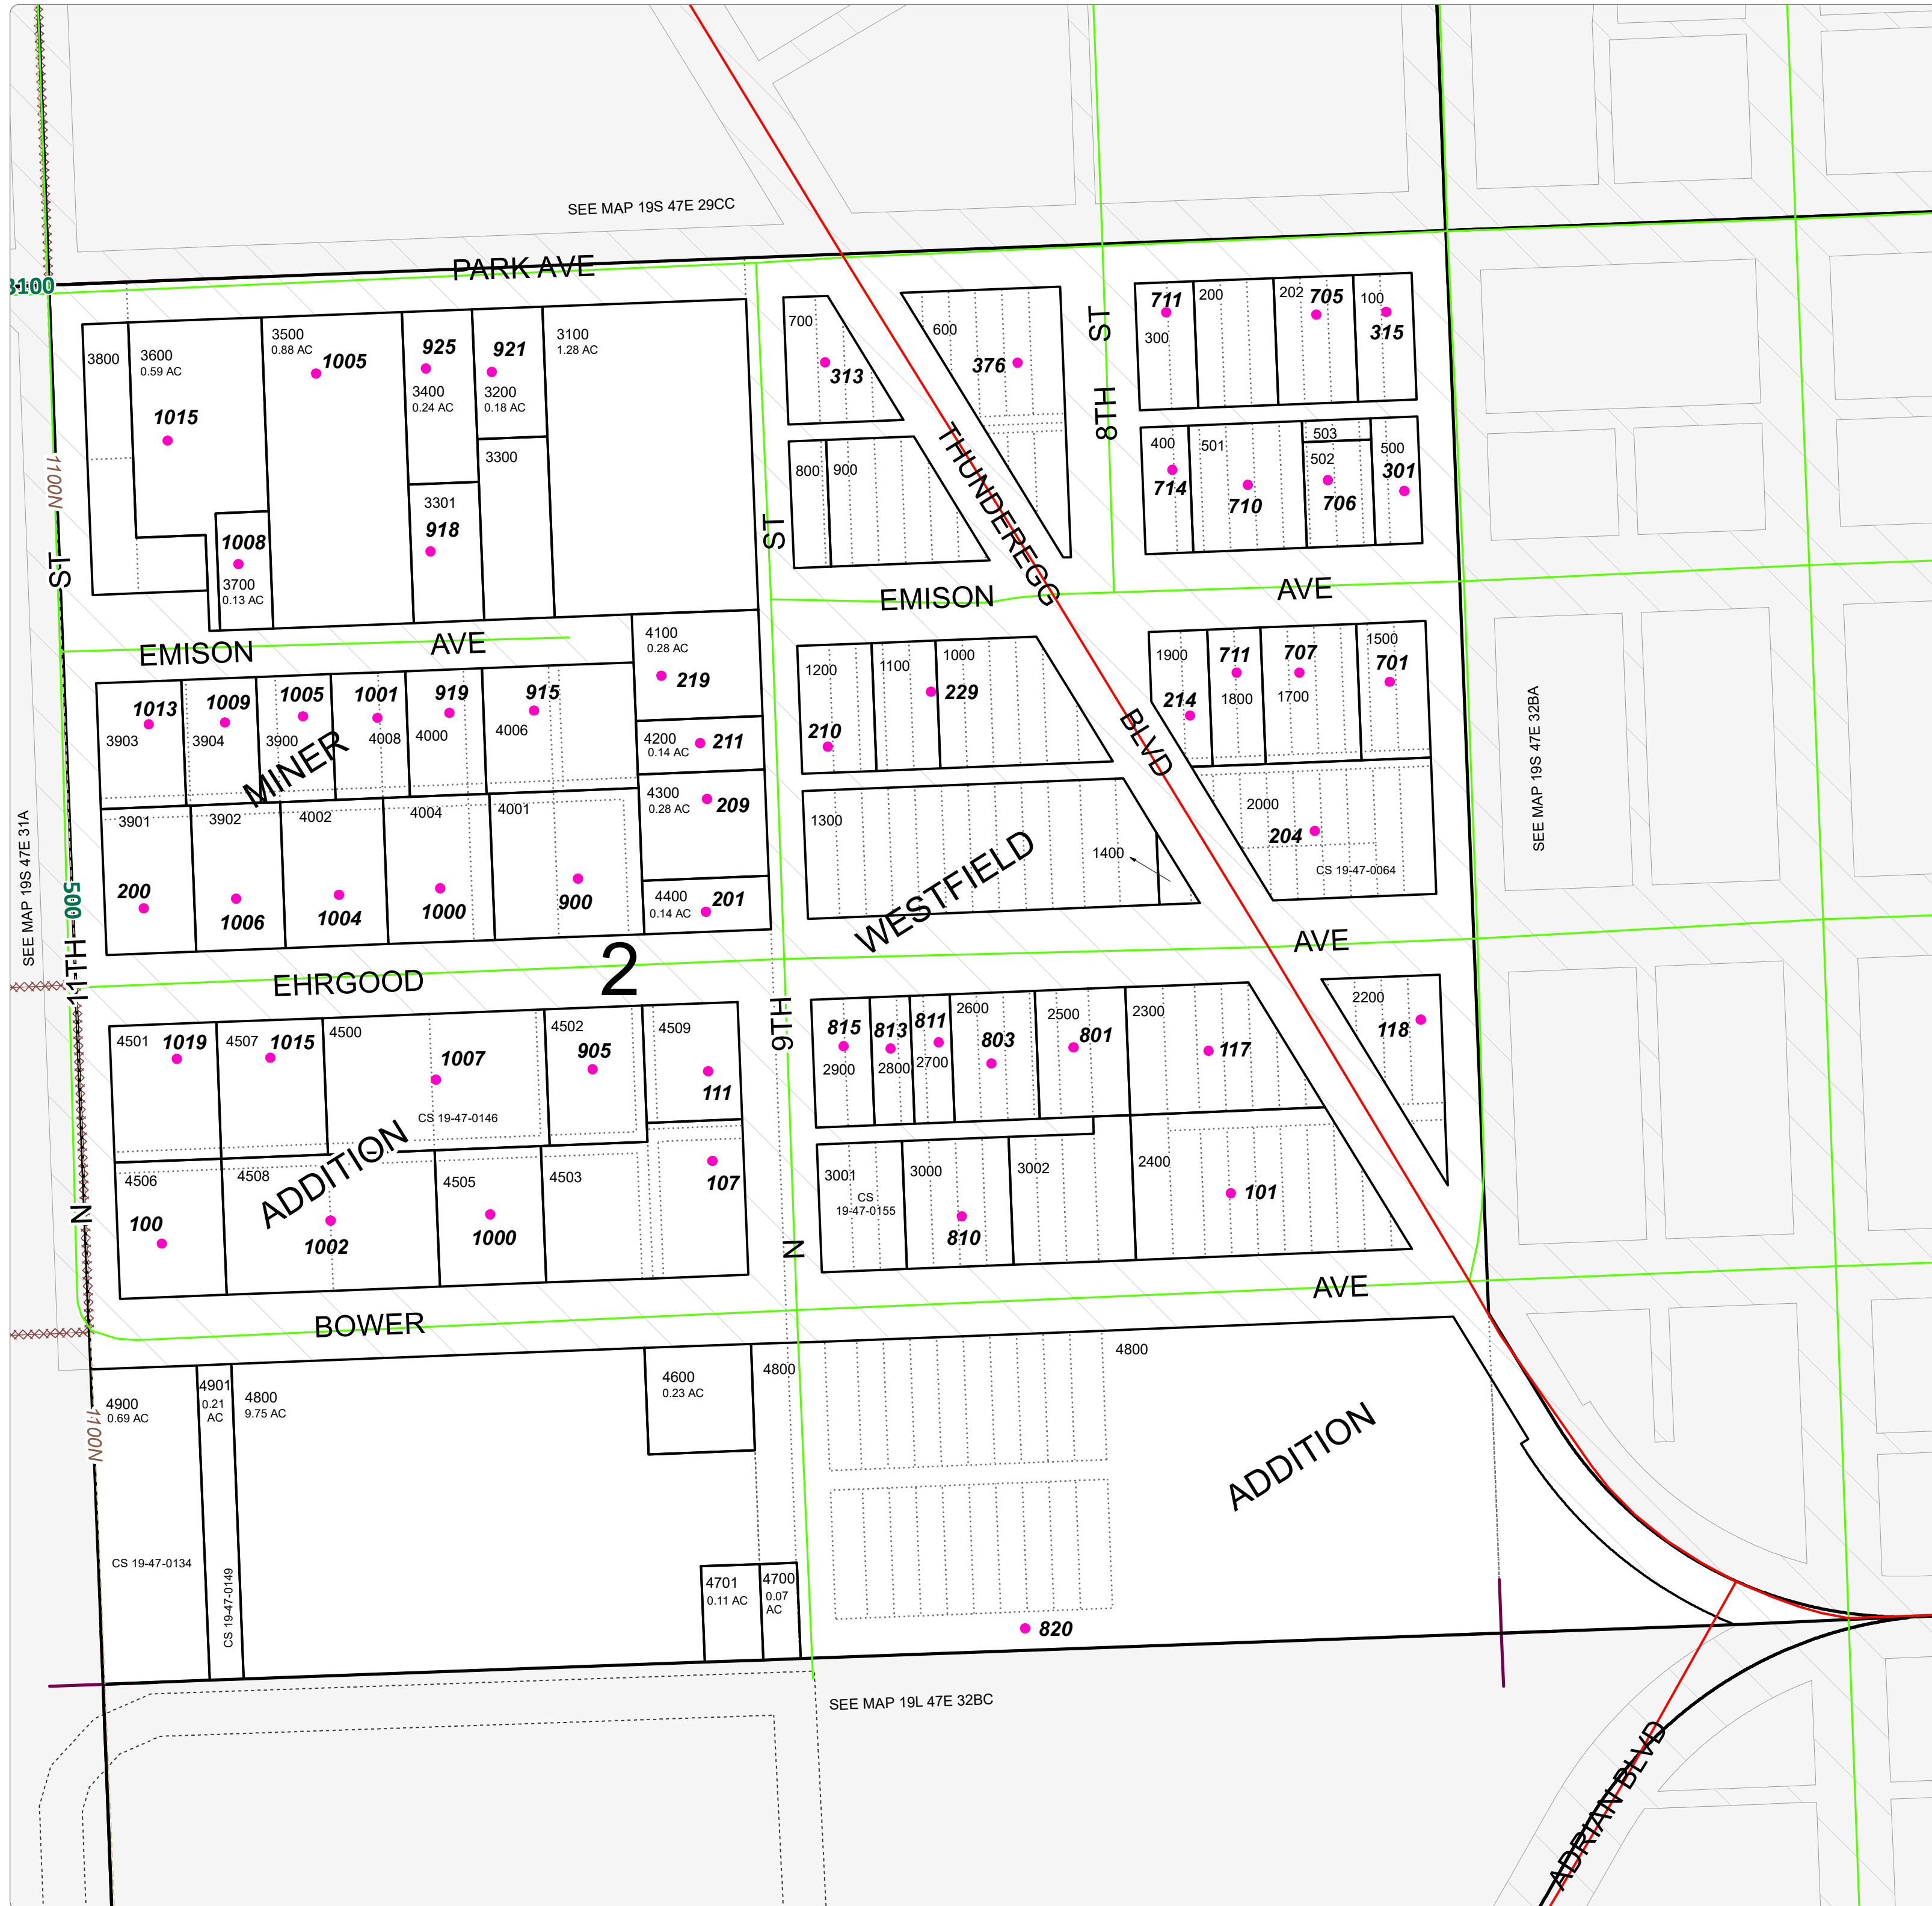 SEE MAP 19S 47E 29CC
PARK AVE
3100
3800
3600
0.59 AC
1015
3500
0.88 AC
1005
925
3400
0.24 AC
921
3200
0.18 AC
3100
1.28 AC
3300
3301
918
1008
3700
0.13 AC
1100N
ST
700
313
600
376
THUNDEREGG
BLVD
800
900
ST
8TH
ST
711
300
200
202
705
100
315
400
714
501
710
503
502
706
500
301
EMISON
AVE
EMISON
AVE
4100
0.28 AC
219
4200
0.14 AC
211
4300
0.28 AC
209
4400
0.14 AC
201
1013
3903
1009
3904
1005
3900
1001
4008
919
4000
915
4006
MINER
3901
200
3902
1006
4002
1004
4004
1000
4001
900
1200
210
1100
1000
229
1300
1400
WESTFIELD
1900
214
711
1800
707
1700
1500
701
2000
204
CS 19-47-0064
SEE MAP 19S 47E 32BA
SEE MAP 19S 47E 31A
500
11TH
N
EHRGOOD
AVE
2
9TH
N
4501
1019
4507
1015
4500
1007
CS 19-47-0146
4502
905
4509
111
ADDITION
4506
100
4508
1002
4505
1000
4503
107
815
2900
813
2800
811
2700
2600
803
2500
801
2300
117
2200
118
3001
CS
19-47-0155
3000
810
3002
2400
101
BOWER
AVE
4900
0.69 AC
4901
0.21
AC
4800
9.75 AC
4600
0.23 AC
4800
4800
ADDITION
1100N
CS 19-47-0134
CS 19-47-0149
4701
0.11 AC
4700
0.07
AC
820
SEE MAP 19L 47E 32BC
ADRIAN BLVD